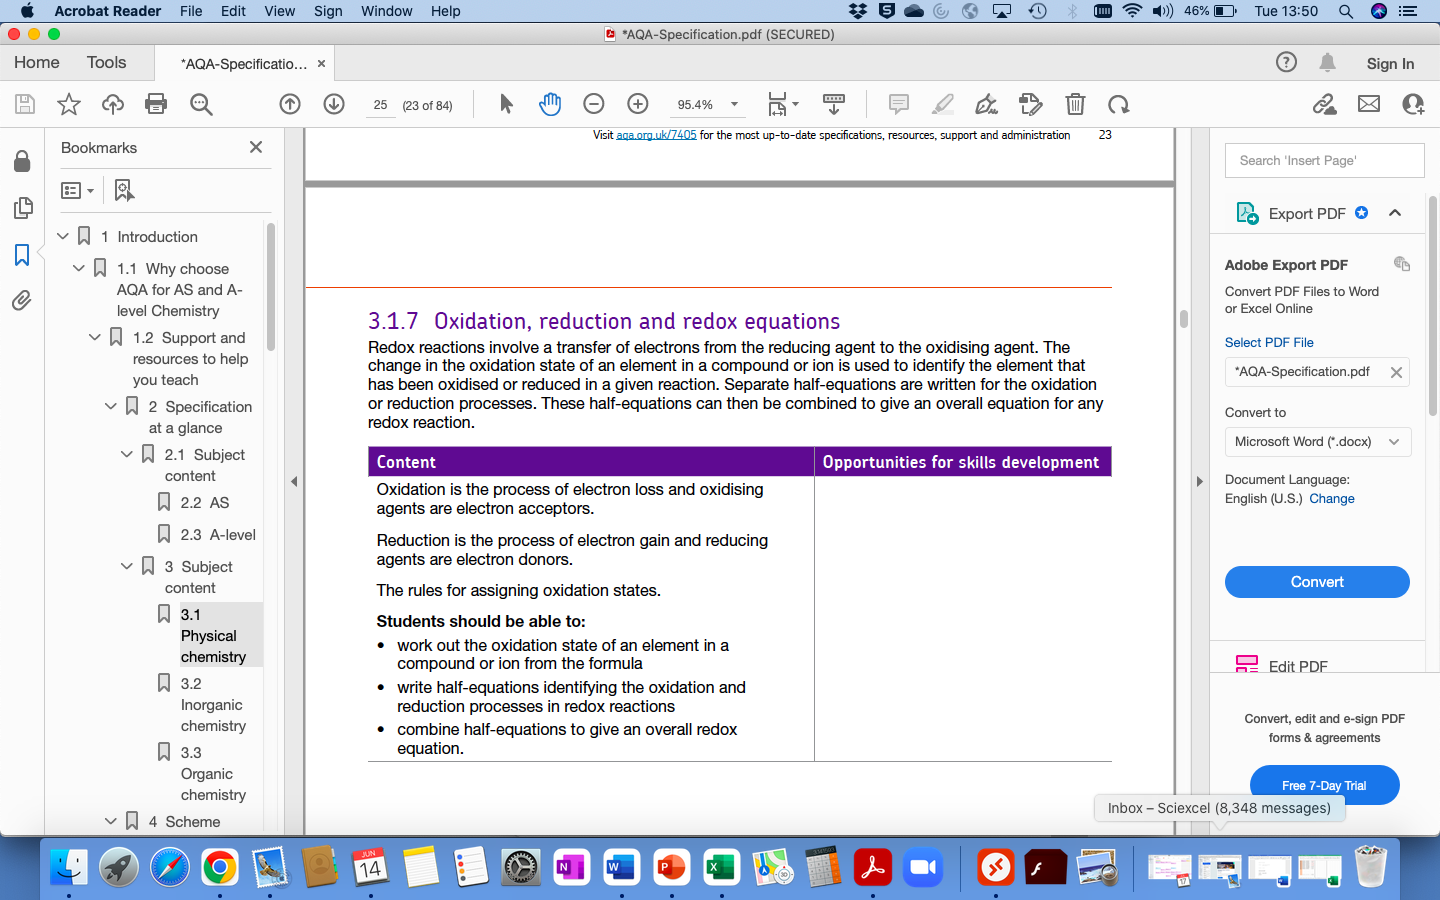 Acrobat Reader File Edit View Sign Window Help 46% Tue 13:50
*AQA-Specification.pdf (SECURED)
Home Tools *AQA-Specificatio... × ? Sign In
25 (23 of 84) 95.4%
Bookmarks
1 Introduction
1.1 Why choose
AQA for AS and A-
level Chemistry
1.2 Support and
resources to help
you teach
2 Specification
at a glance
2.1 Subject
content
2.2 AS
2.3 A-level
3 Subject
content
3.1
Physical
chemistry
3.2
Inorganic
chemistry
3.3
Organic
chemistry
4 Scheme
Visit aqa.org.uk/7405 for the most up-to-date specifications, resources, support and administration 23
3.1.7 Oxidation, reduction and redox equations
Redox reactions involve a transfer of electrons from the reducing agent to the oxidising agent. The
change in the oxidation state of an element in a compound or ion is used to identify the element that
has been oxidised or reduced in a given reaction. Separate half-equations are written for the oxidation
or reduction processes. These half-equations can then be combined to give an overall equation for any
redox reaction.
Content Opportunities for skills development
Oxidation is the process of electron loss and oxidising
agents are electron acceptors.
Reduction is the process of electron gain and reducing
agents are electron donors.
The rules for assigning oxidation states.
Students should be able to:
• work out the oxidation state of an element in a
compound or ion from the formula
• write half-equations identifying the oxidation and
reduction processes in redox reactions
• combine half-equations to give an overall redox
equation.
Search 'Insert Page'
Export PDF
Adobe Export PDF
Convert PDF Files to Word
or Excel Online
Select PDF File
*AQA-Specification.pdf
Convert to
Microsoft Word (*.docx)
Document Language:
English (U.S.) Change
Convert
Edit PDF
Convert, edit and e-sign PDF
forms & agreements
Free 7-Day Trial
Inbox – Sciexcel (8,348 messages)
JUN
14